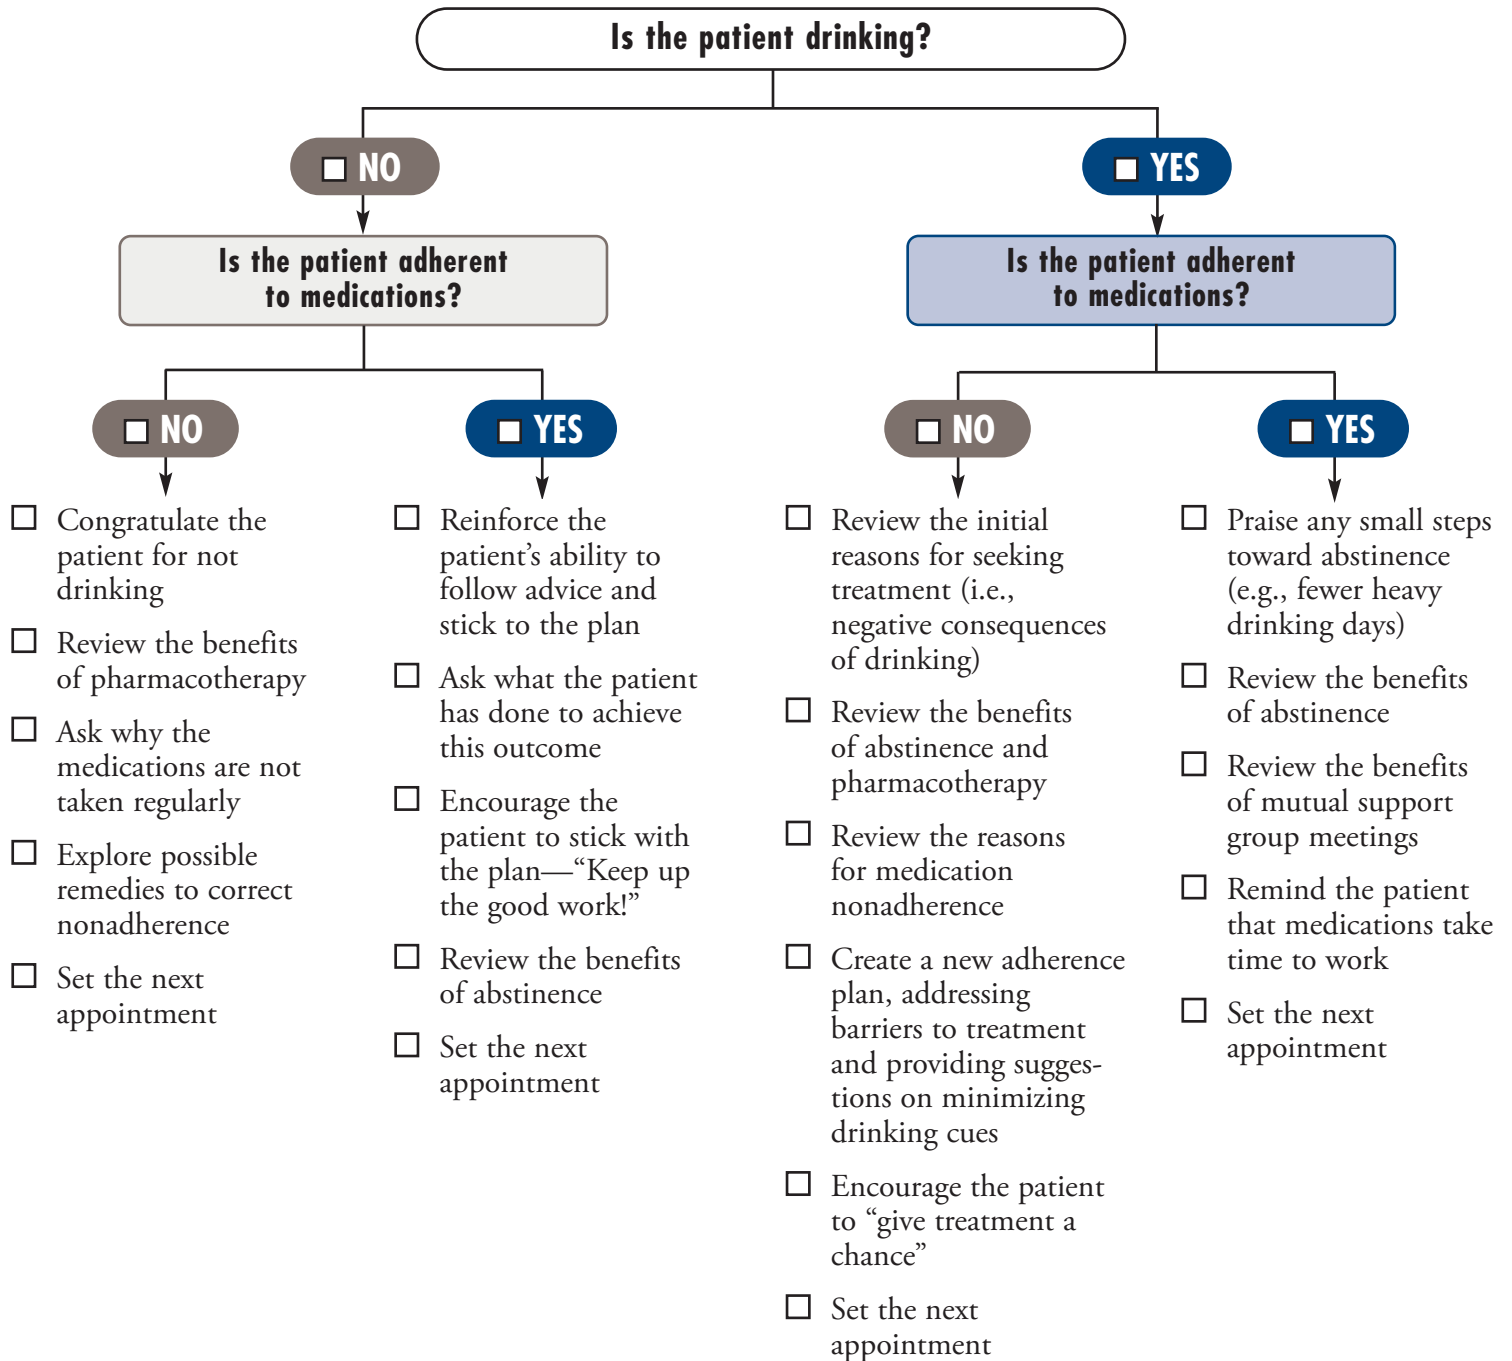 Is the patient drinking?
NO
YES
Is the patient adherent
to medications?
Is the patient adherent
to medications?
NO
YES
NO
YES
Congratulate the
patient for not
drinking
Review the benefits
of pharmacotherapy
Ask why the
medications are not
taken regularly
Explore possible
remedies to correct
nonadherence
Set the next
appointment
Reinforce the
patient’s ability to
follow advice and
stick to the plan
Ask what the patient
has done to achieve
this outcome
Encourage the
patient to stick with
the plan—“Keep up
the good work!”
Review the benefits
of abstinence
Set the next
appointment
Review the initial
reasons for seeking
treatment (i.e.,
negative consequences
of drinking)
Review the benefits
of abstinence and
pharmacotherapy
Review the reasons
for medication
nonadherence
Create a new adherence
plan, addressing
barriers to treatment
and providing sugges-
tions on minimizing
drinking cues
Encourage the patient
to “give treatment a
chance”
Set the next
appointment
Praise any small steps
toward abstinence
(e.g., fewer heavy
drinking days)
Review the benefits
of abstinence
Review the benefits
of mutual support
group meetings
Remind the patient
that medications take
time to work
Set the next
appointment